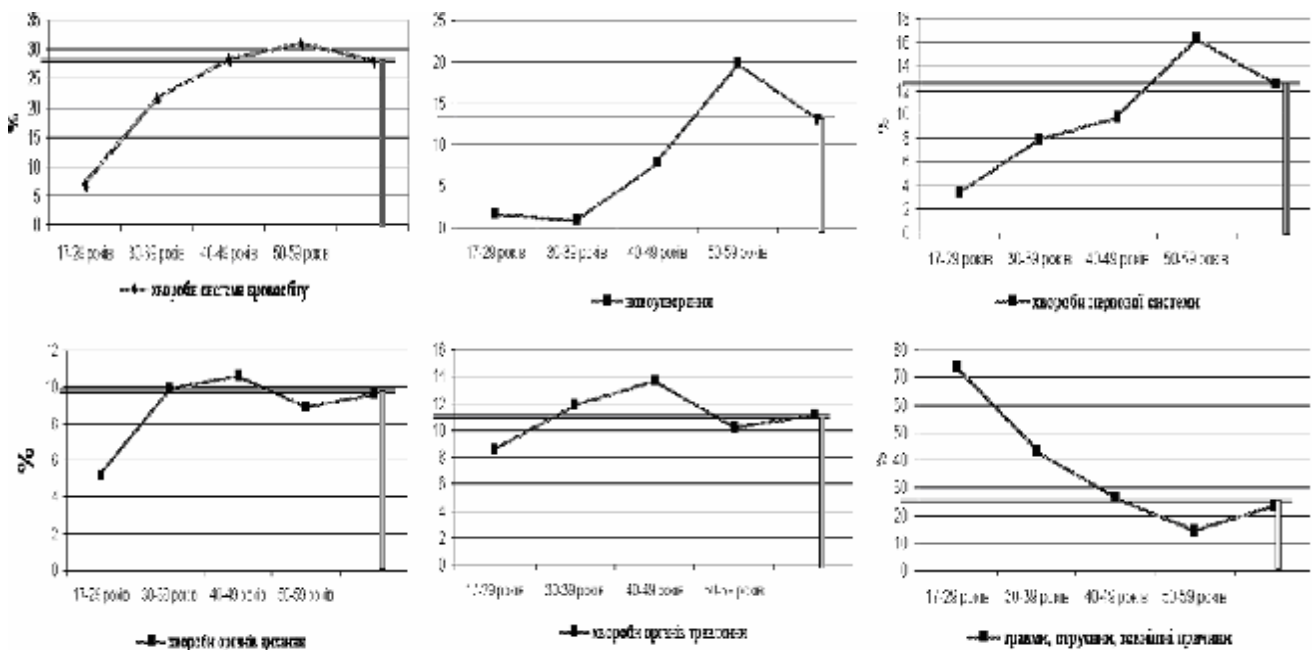 35
30
25
20
15
10
5
0
%
17-29 років
30-39 років
40-49 років
50-59 років
хвороби системи кровообігу
25
20
15
10
5
0
17-29 років
30-39 років
40-49 років
50-59 років
новоутворення
18
16
14
12
10
8
6
4
2
0
%
17-29 років
30-39 років
40-49 років
50-59 років
хвороби нервової системи
12
10
8
6
4
2
0
%
17-29 років
30-39 років
40-49 років
50-59 років
хвороби органів дихання
16
14
12
10
8
6
4
2
0
17-29 років
30-39 років
40-49 років
50-59 років
хвороби органів травлення
80
70
60
50
40
30
20
10
0
%
17-29 років
30-39 років
40-49 років
50-59 років
травми, отруєння, зовнішні причини